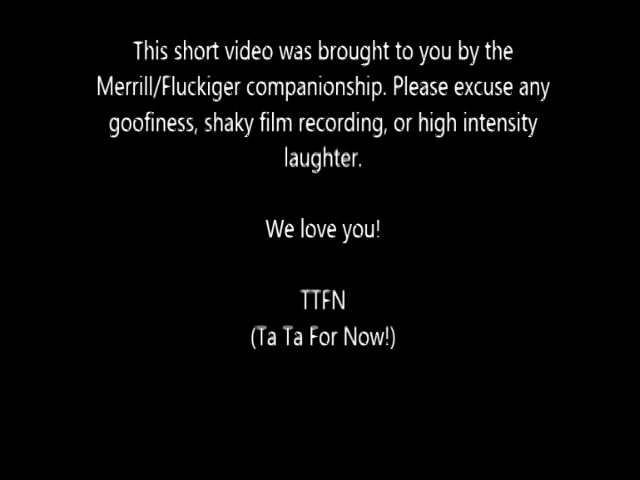 This short video was brought to you by the
Merrill/Fluckiger companionship. Please excuse any
goofiness, shaky film recording, or high intensity
laughter.
We love you!
TTFN
(Ta Ta For Now!)